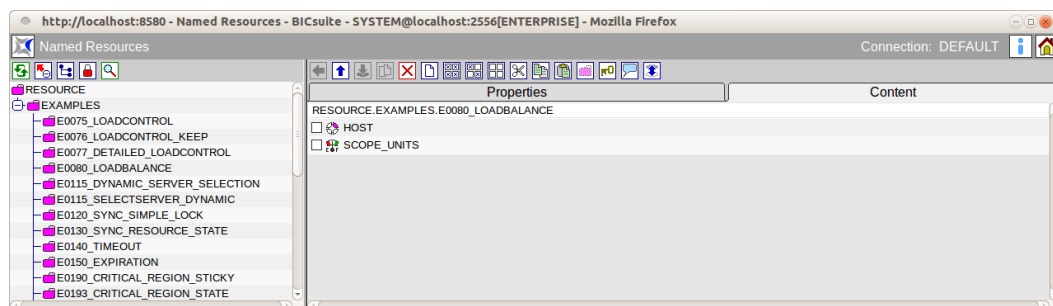 http://localhost:8580 - Named Resources - BICsuite - SYSTEM@localhost:2556[ENTERPRISE] - Mozilla Firefox
Named Resources
Connection: DEFAULT
RESOURCE
EXAMPLES
E0075_LOADCONTROL
E0076_LOADCONTROL_KEEP
E0077_DETAILED_LOADCONTROL
E0080_LOADBALANCE
E0115_DYNAMIC_SERVER_SELECTION
E0115_SELECTSERVER_DYNAMIC
E0120_SYNC_SIMPLE_LOCK
E0130_SYNC_RESOURCE_STATE
E0140_TIMEOUT
E0150_EXPIRATION
E0190_CRITICAL_REGION_STICKY
E0193_CRITICAL_REGION_STATE
Properties
Content
RESOURCE.EXAMPLES.E0080_LOADBALANCE
HOST
SCOPE_UNITS